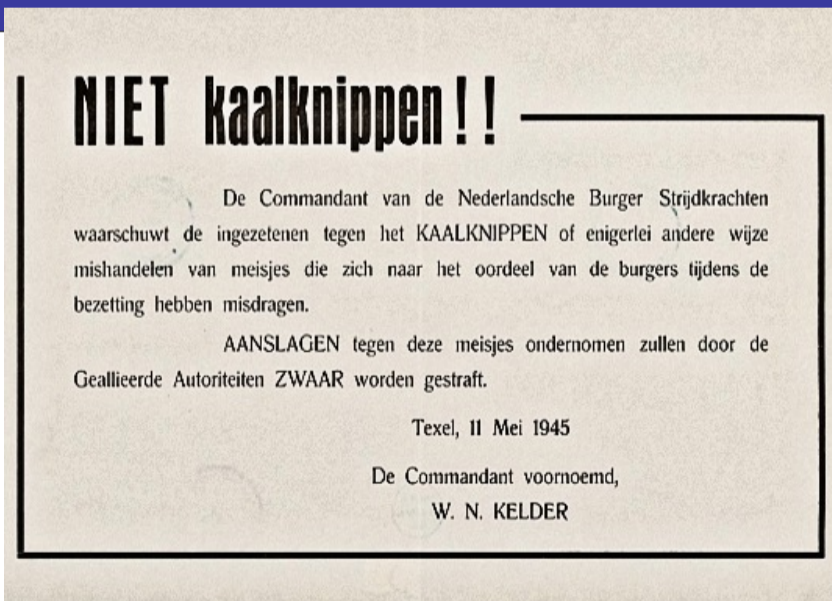 NIET kaalknippen!!
De Commandant van de Nederlandsche Burger Strijdkrachten
waarschuwt de ingezetenen tegen het KAALKNIPPEN of enigerlei andere wijze
mishandelen van meisjes die zich naar het oordeel van de burgers tijdens de
bezetting hebben misdragen.
AANSLAGEN tegen deze meisjes ondernomen zullen door de
Geallieerde Autoriteiten ZWAAR worden gestraft.
Texel, 11 Mei 1945
De Commandant voornoemd,
W. N. KELDER